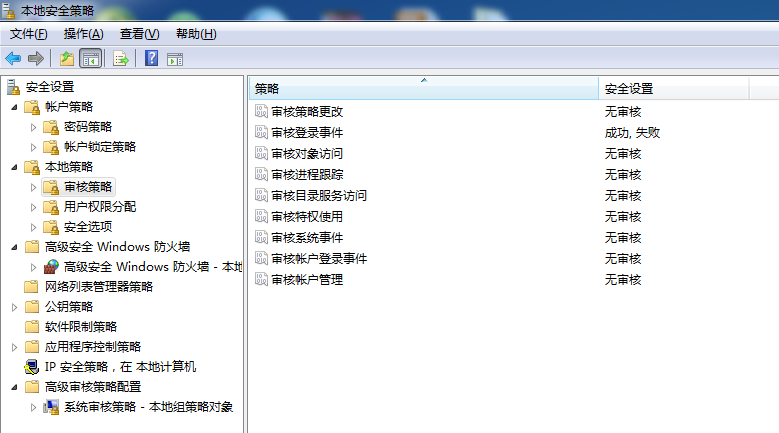 本地安全策略
文件(F) 操作(A) 查看(V) 帮助(H)
安全设置
帐户策略
密码策略
帐户锁定策略
本地策略
审核策略
用户权限分配
安全选项
高级安全 Windows 防火墙
高级安全 Windows 防火墙 - 本地
网络列表管理器策略
公钥策略
软件限制策略
应用程序控制策略
IP 安全策略，在 本地计算机
高级审核策略配置
系统审核策略 - 本地组策略对象
策略 安全设置
审核策略更改 无审核
审核登录事件 成功, 失败
审核对象访问 无审核
审核进程跟踪 无审核
审核目录服务访问 无审核
审核特权使用 无审核
审核系统事件 无审核
审核帐户登录事件 无审核
审核帐户管理 无审核